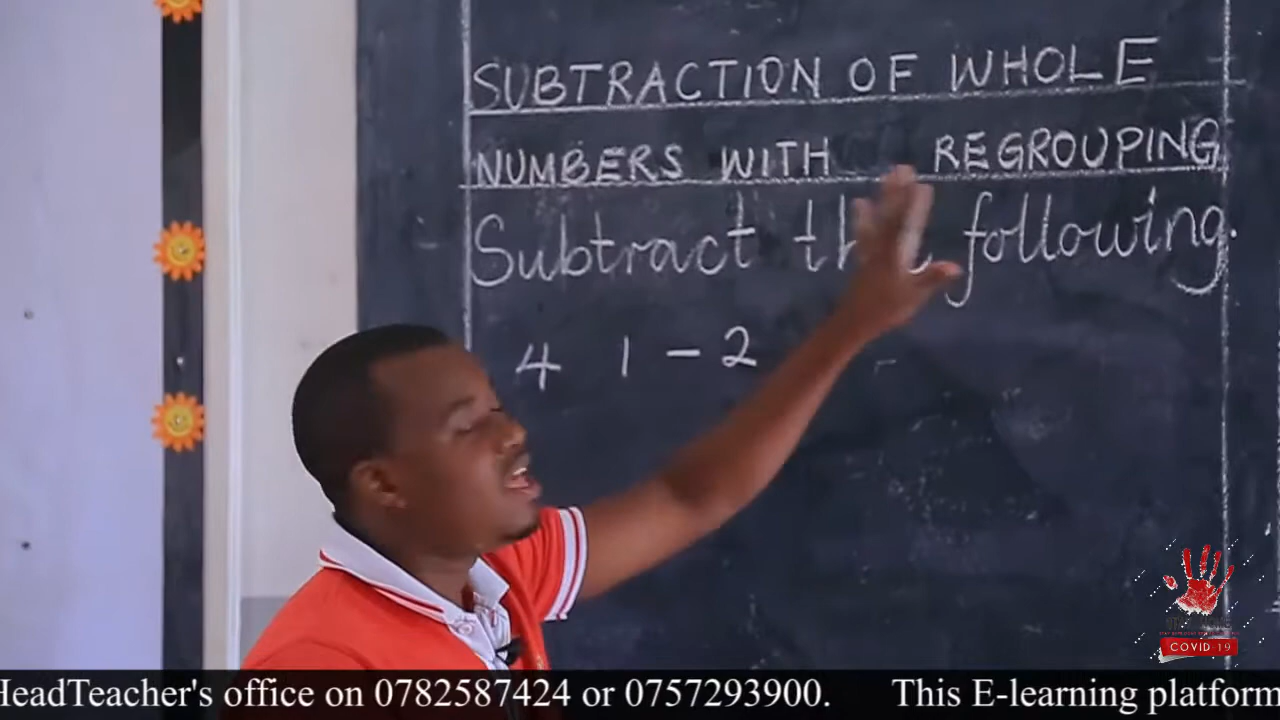 SUBTRACTION OF WHOLE
NUMBERS WITH REGROUPING
Subtract the following.
4 1 - 2
COVID-19
HeadTeacher's office on 0782587424 or 0757293900. This E-learning platform